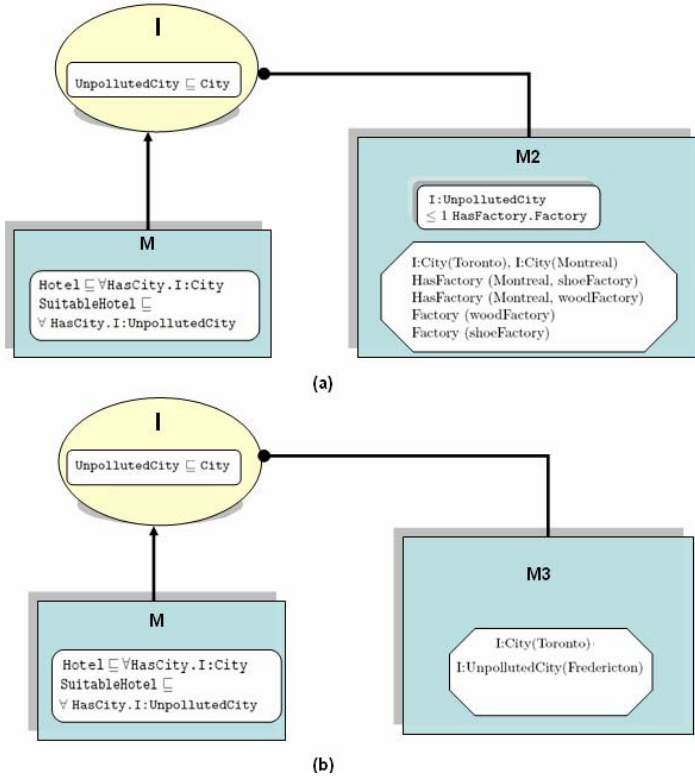 I
UnpollutedCity ⊑ City
M2
I:UnpollutedCity
≤ 1 HasFactory.Factory
I:City(Toronto), I:City(Montreal)
HasFactory (Montreal, shoeFactory)
HasFactory (Montreal, woodFactory)
Factory (woodFactory)
Factory (shoeFactory)
M
Hotel ⊑ ∀HasCity.I:City
SuitableHotel ⊑
∀ HasCity.I:UnpollutedCity
(a)
I
UnpollutedCity ⊑ City
M3
I:City(Toronto)
I:UnpollutedCity(Fredericton)
M
Hotel ⊑ ∀HasCity.I:City
SuitableHotel ⊑
∀ HasCity.I:UnpollutedCity
(b)